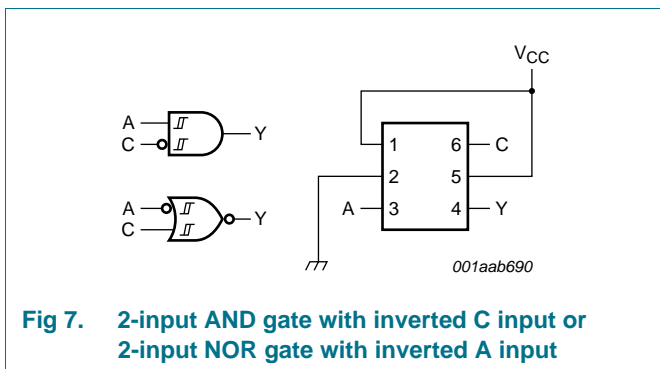 VCC
A
C
Y
A
C
Y
1
6
C
2
5
A
3
4
Y
001aab690
Fig 7. 2-input AND gate with inverted C input or
2-input NOR gate with inverted A input